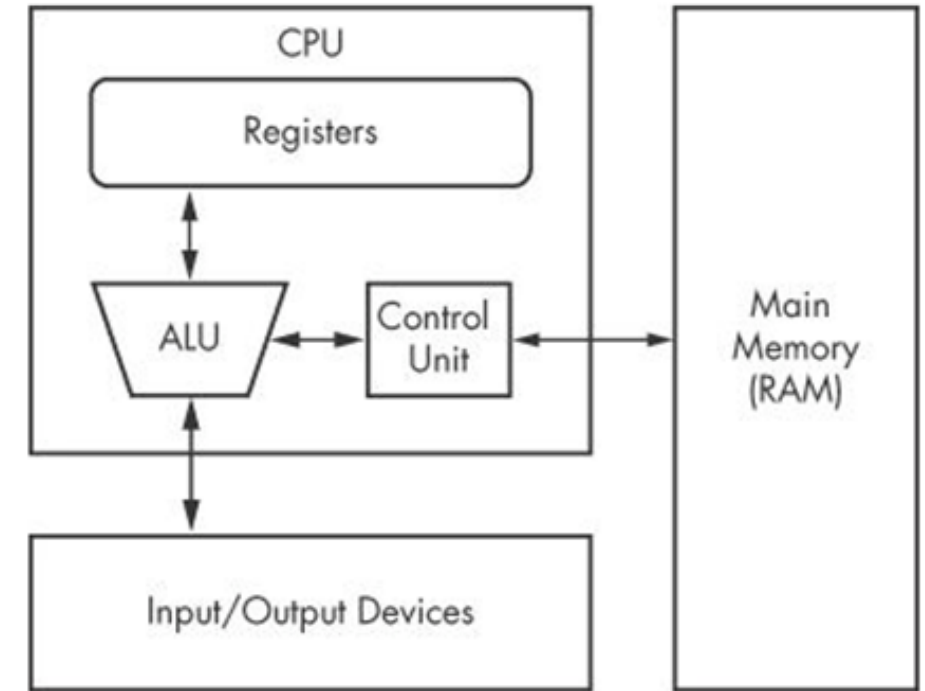 CPU
Registers
ALU
Control
Unit
Main
Memory
(RAM)
Input/Output Devices